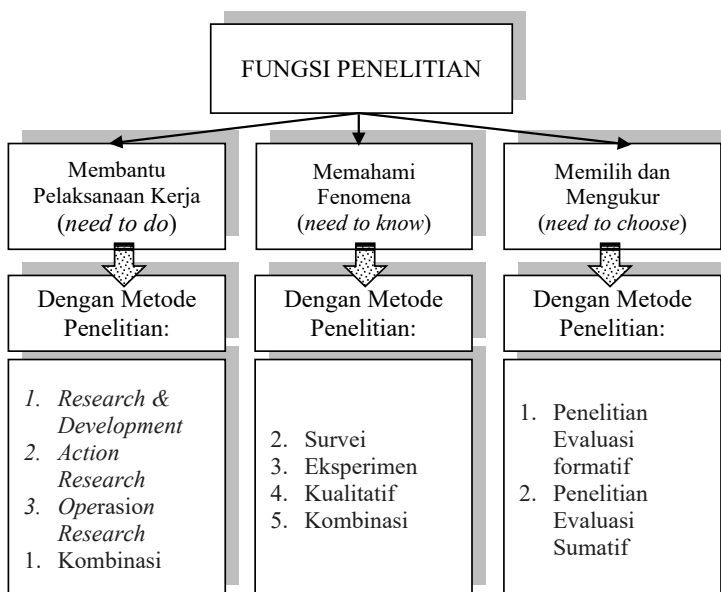 FUNGSI PENELITIAN
Membantu
Pelaksanaan Kerja
(need to do)
Memahami
Fenomena
(need to know)
Memilih dan
Mengukur
(need to choose)
Dengan Metode
Penelitian:
Dengan Metode
Penelitian:
Dengan Metode
Penelitian:
1. Research &
Development
2. Action
Research
3. Operasion
Research
1. Kombinasi
2. Survei
3. Eksperimen
4. Kualitatif
5. Kombinasi
1. Penelitian
Evaluasi
formatif
2. Penelitian
Evaluasi
Sumatif